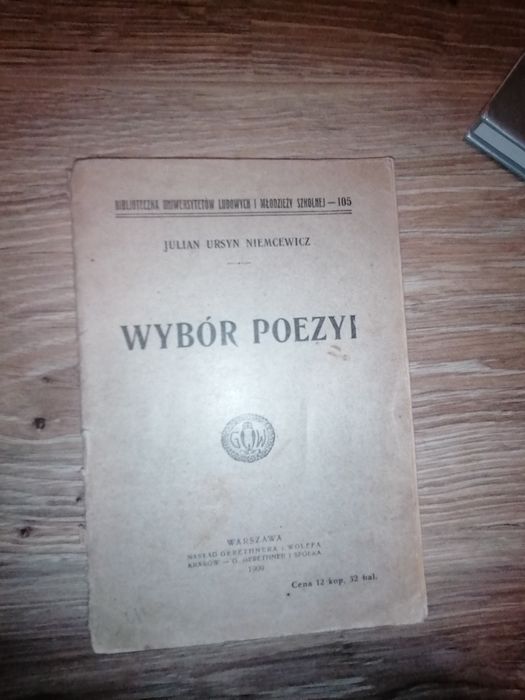 BIBLIOTECZKA UNIWERSYTETÓW LUDOWYCH I MŁODZIEŻY SZKOLNEJ — 105
JULIAN URSYN NIEMCEWICZ
WYBÓR POEZYI
G W
WARSZAWA
NAKŁAD GEBETHNERA I WOLFFA
KRAKÓW — G. GEBETHNER I SPÓŁKA
1909
Cena 12 kop. 32 hal.